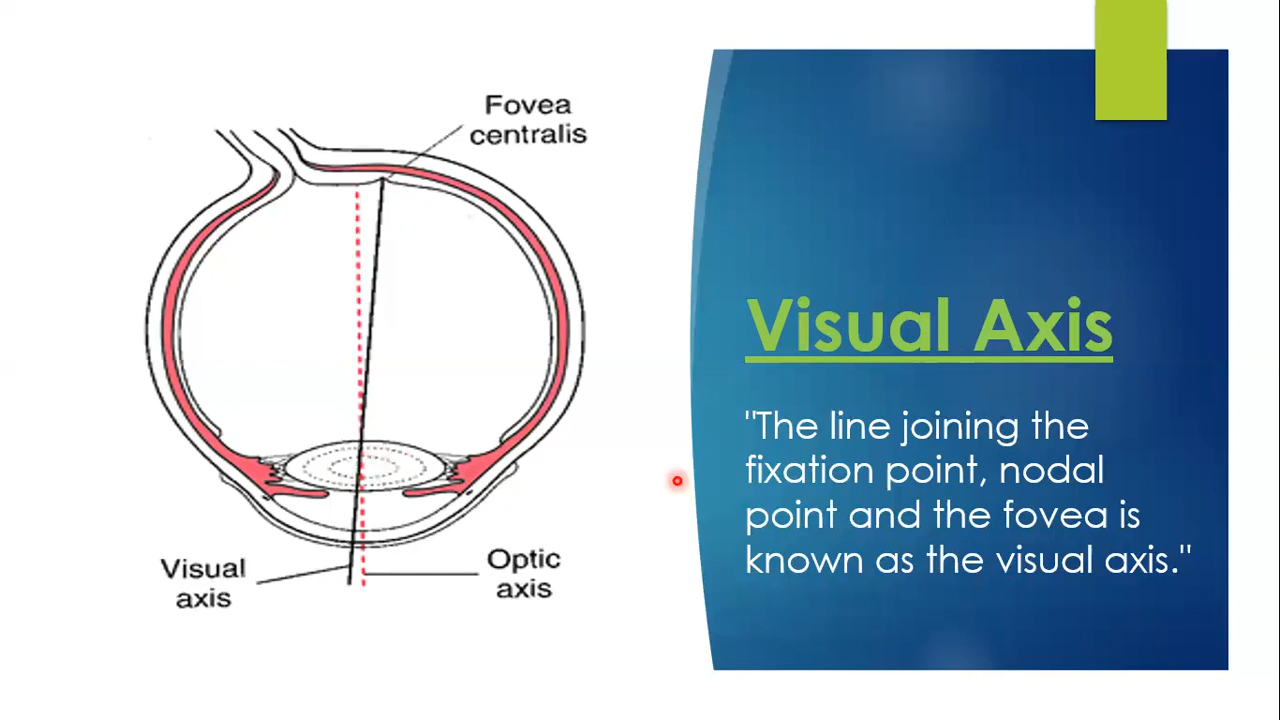 Fovea
centralis
Visual
axis
Optic
axis
Visual Axis
"The line joining the
fixation point, nodal
point and the fovea is
known as the visual axis."